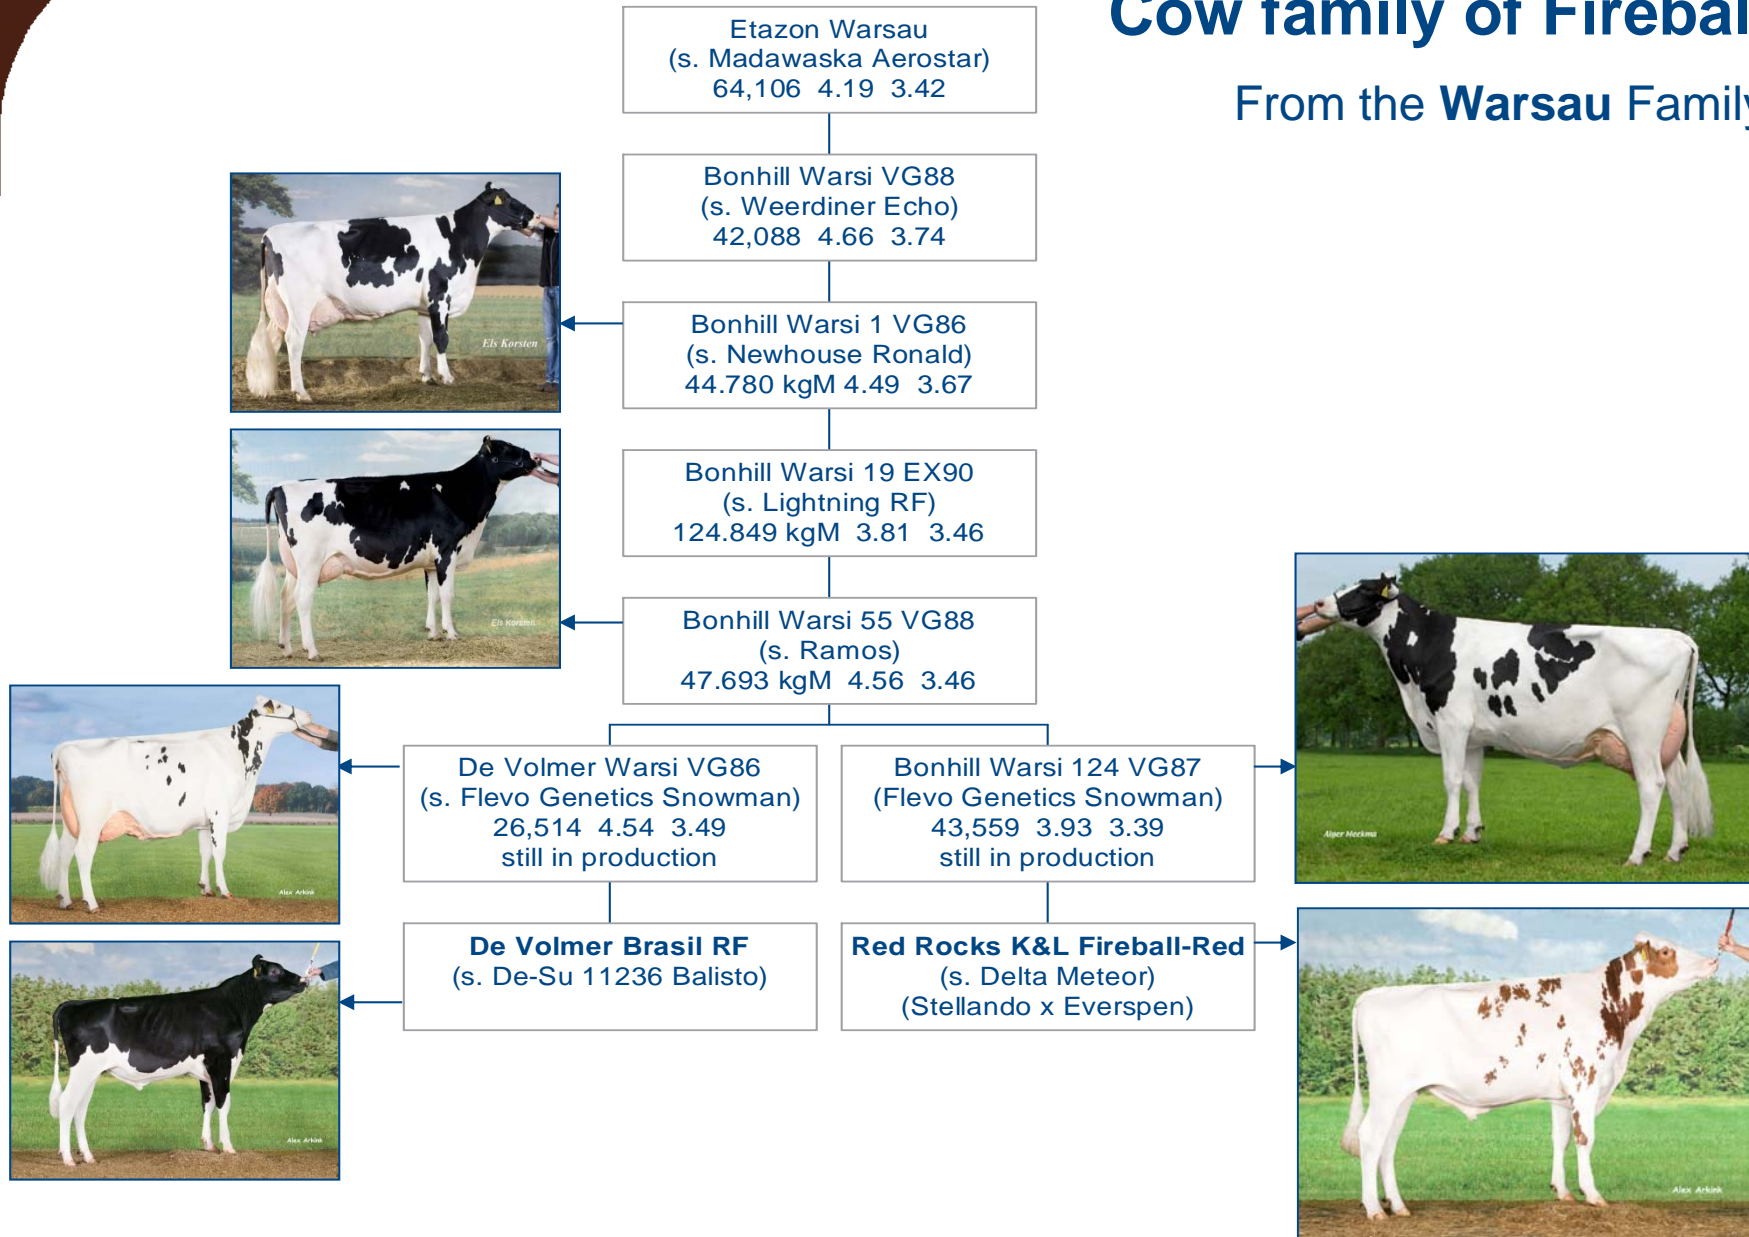 Cow family of Firebal
From the Warsau Family
Etazon Warsau
(s. Madawaska Aerostar)
64,106 4.19 3.42
Bonhill Warsi VG88
(s. Weerdiner Echo)
42,088 4.66 3.74
Bonhill Warsi 1 VG86
(s. Newhouse Ronald)
44.780 kgM 4.49 3.67
Els Korsten
Bonhill Warsi 19 EX90
(s. Lightning RF)
124.849 kgM 3.81 3.46
Bonhill Warsi 55 VG88
(s. Ramos)
47.693 kgM 4.56 3.46
Els Korsten
De Volmer Warsi VG86
(s. Flevo Genetics Snowman)
26,514 4.54 3.49
still in production
Alex Arkink
Bonhill Warsi 124 VG87
(Flevo Genetics Snowman)
43,559 3.93 3.39
still in production
Alger Meekma
De Volmer Brasil RF
(s. De-Su 11236 Balisto)
Alex Arkink
Red Rocks K&L Fireball-Red
(s. Delta Meteor)
(Stellando x Everspen)
Alex Arkink